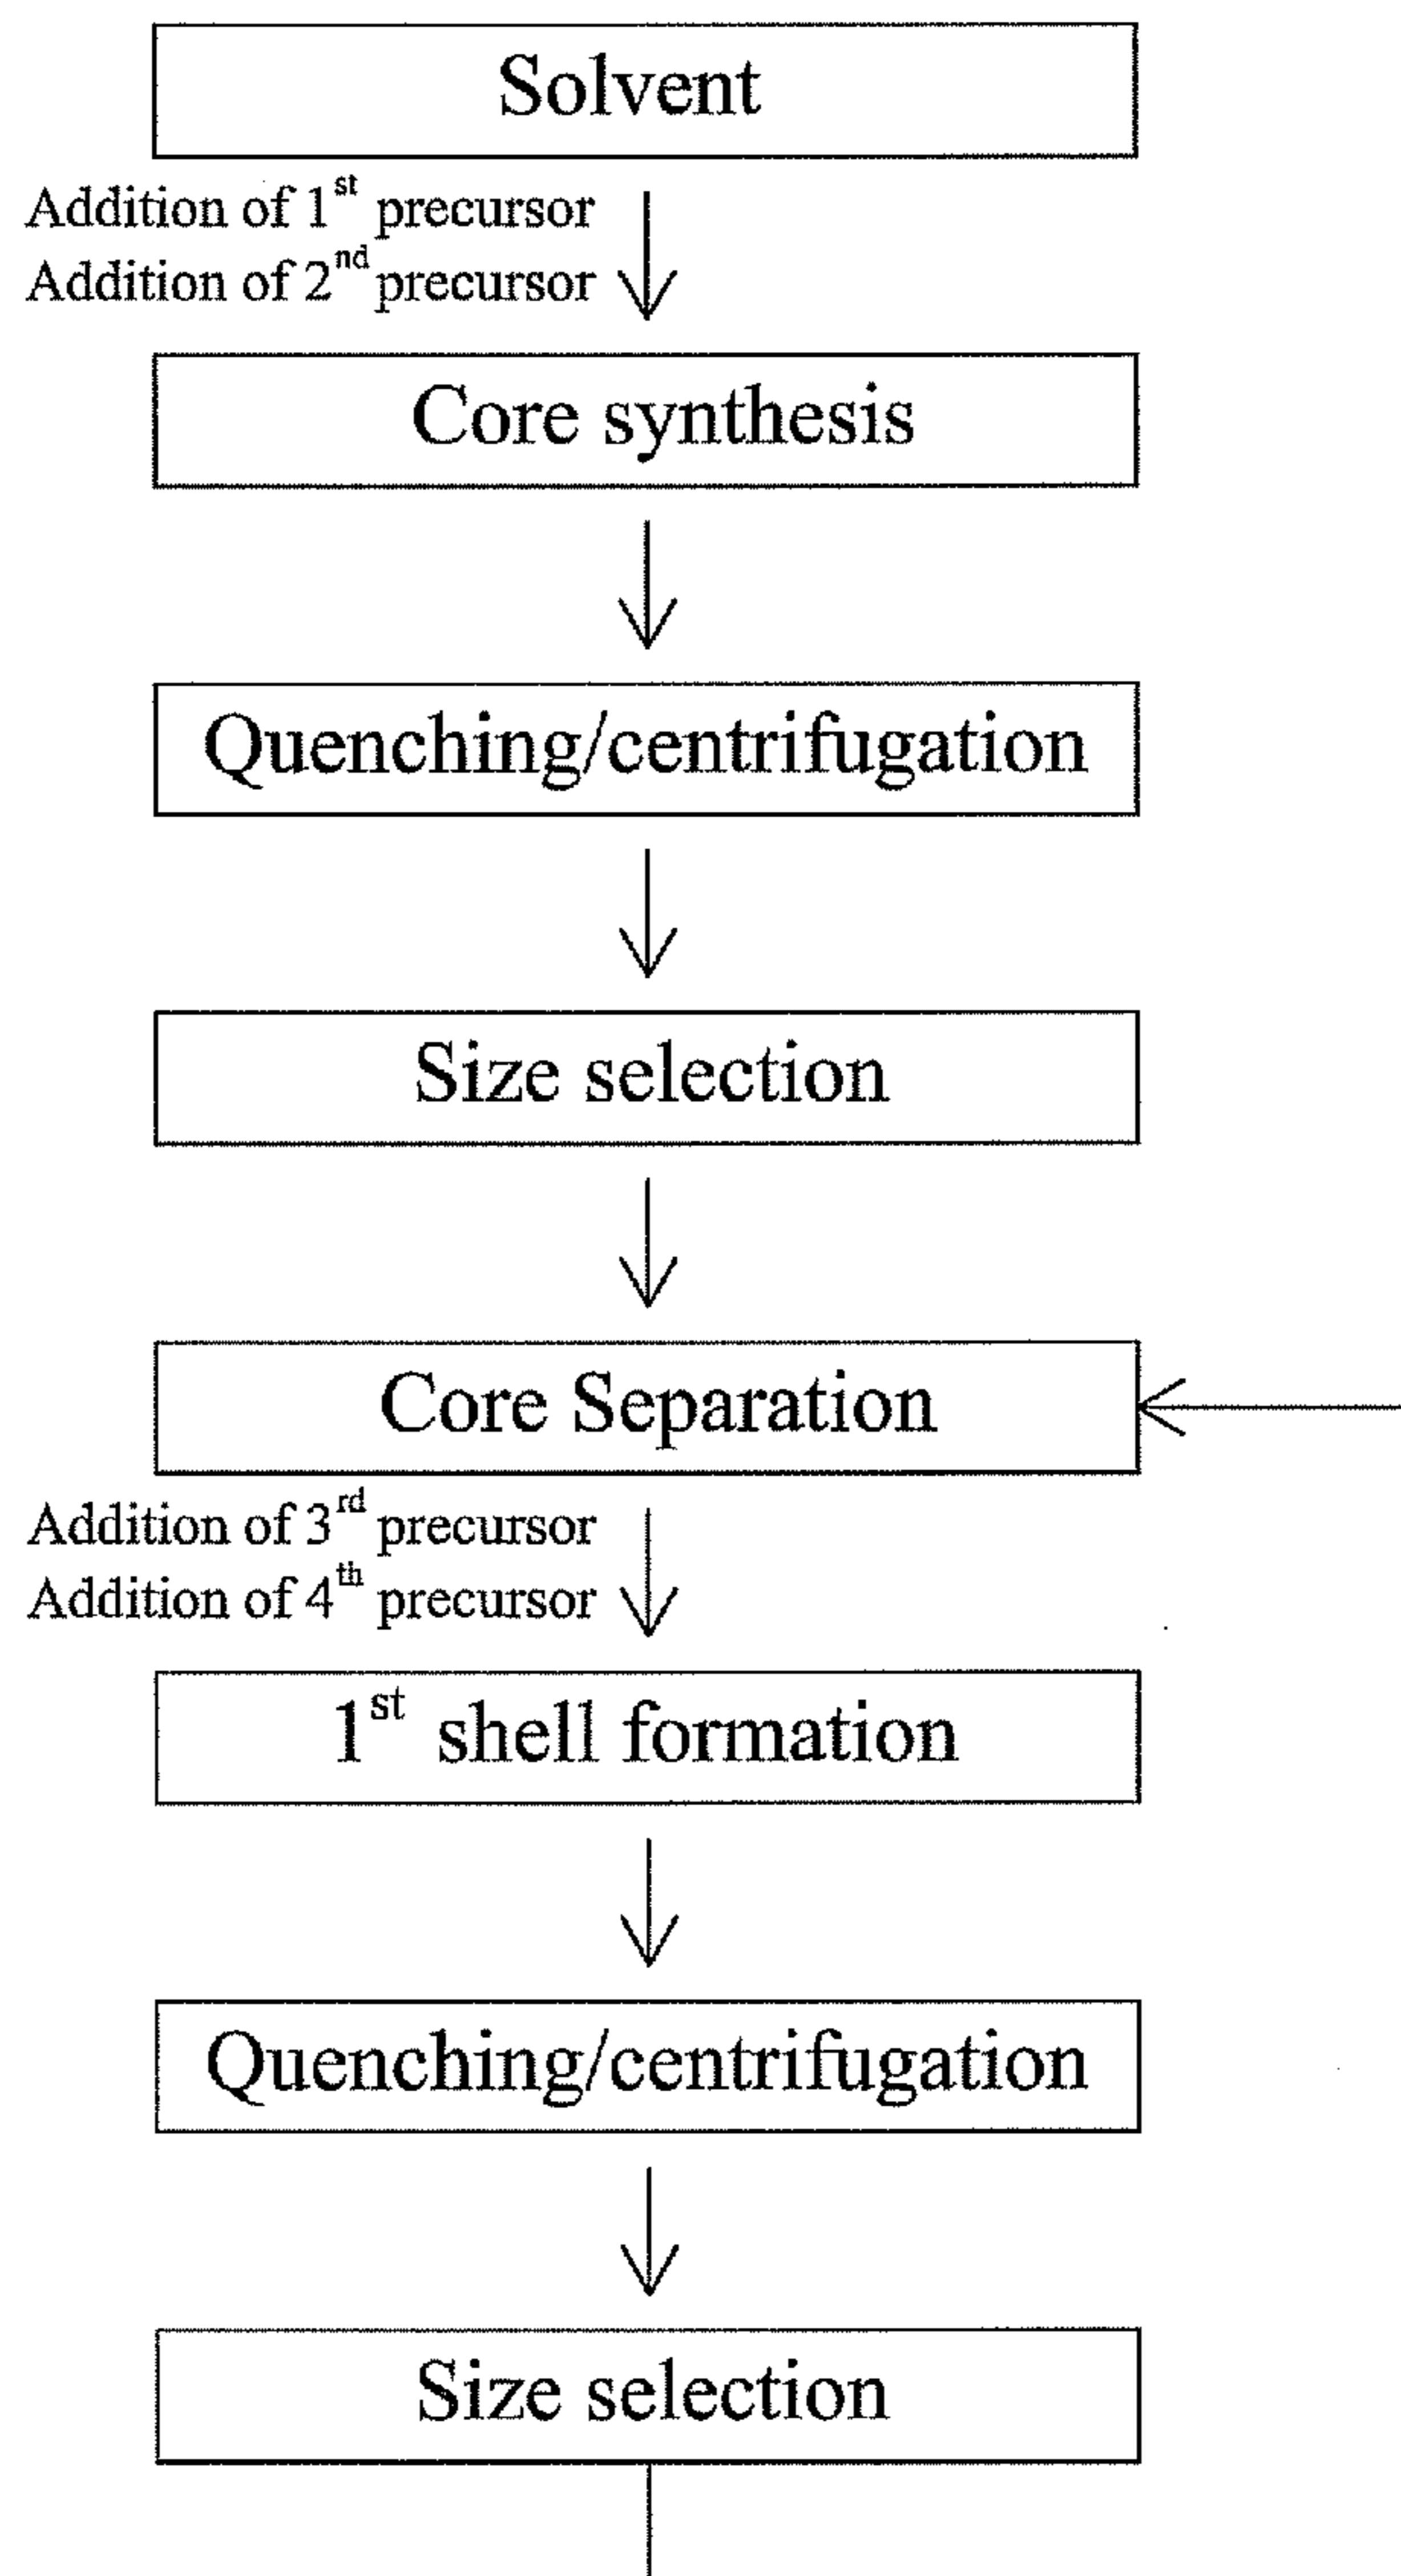 Solvent
Addition of 1st precursor
Addition of 2nd precursor
Core synthesis
Quenching/centrifugation
Size selection
Core Separation
Addition of 3rd precursor
Addition of 4th precursor
1st shell formation
Quenching/centrifugation
Size selection